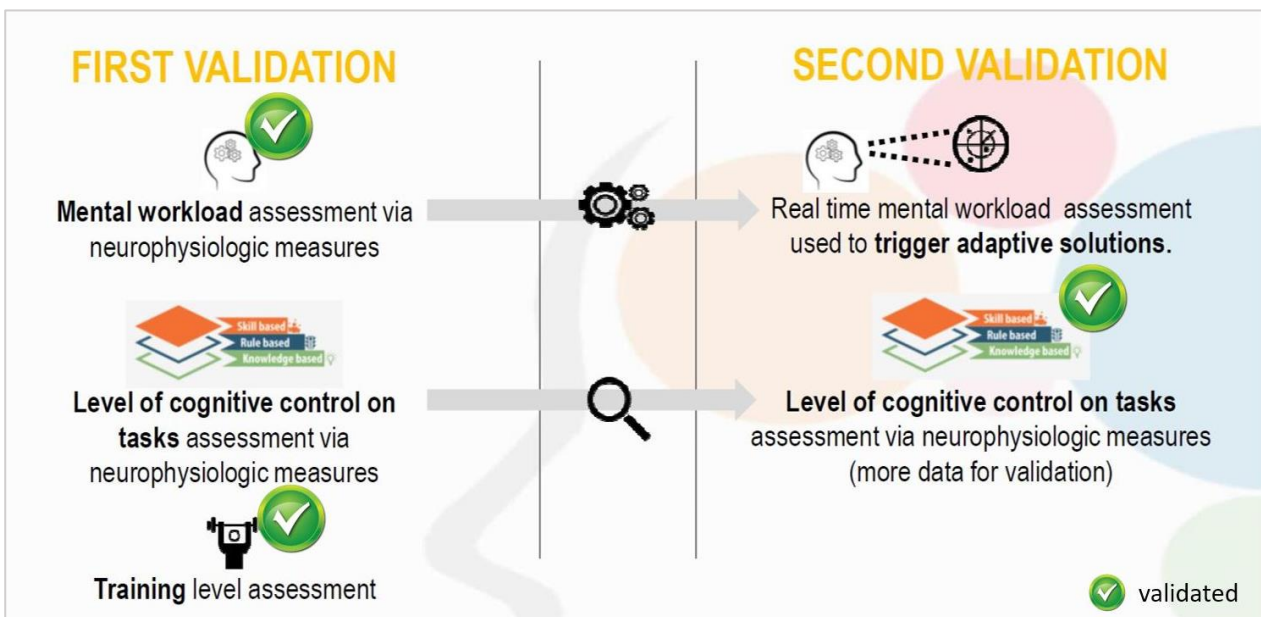 FIRST VALIDATION
Mental workload assessment via
neurophysiologic measures
Skill based
Rule based
Knowledge based
Level of cognitive control on
tasks assessment via
neurophysiologic measures
Training level assessment
SECOND VALIDATION
Real time mental workload assessment
used to trigger adaptive solutions.
Skill based
Rule based
Knowledge based
Level of cognitive control on tasks
assessment via neurophysiologic measures
(more data for validation)
validated